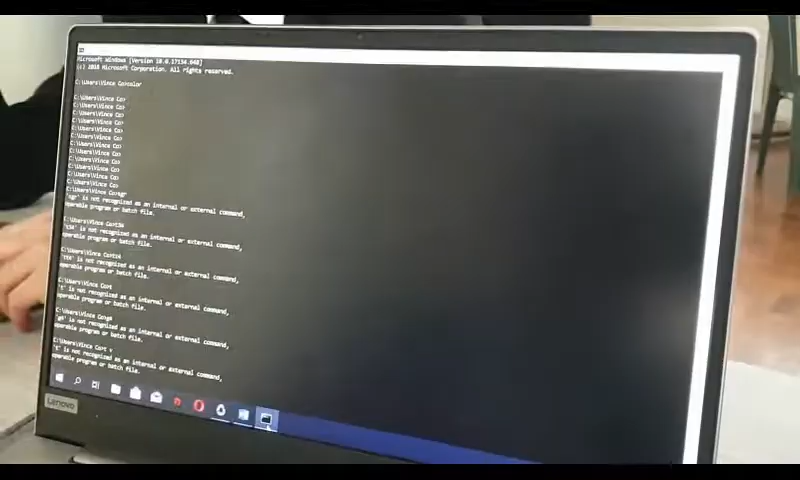 Microsoft Windows [Version 10.0.17134.648]
(c) 2018 Microsoft Corporation. All rights reserved.
C:\Users\Vince Co>color
C:\Users\Vince Co>
C:\Users\Vince Co>
C:\Users\Vince Co>
C:\Users\Vince Co>
C:\Users\Vince Co>
C:\Users\Vince Co>
C:\Users\Vince Co>
C:\Users\Vince Co>
C:\Users\Vince Co>
C:\Users\Vince Co>
C:\Users\Vince Co>
C:\Users\Vince Co>
C:\Users\Vince Co>
is not recognized as an internal or external command,
operable program or batch file.
C:\Users\Vince Co>
is not recognized as an internal or external command,
operable program or batch file.
C:\Users\Vince Co>
is not recognized as an internal or external command,
operable program or batch file.
C:\Users\Vince Co>t
't' is not recognized as an internal or external command,
operable program or batch file.
C:\Users\Vince Co>
is not recognized as an internal or external command,
operable program or batch file.
C:\Users\Vince Co>t
't' is not recognized as an internal or external command,
operable program or batch file.
Lenovo